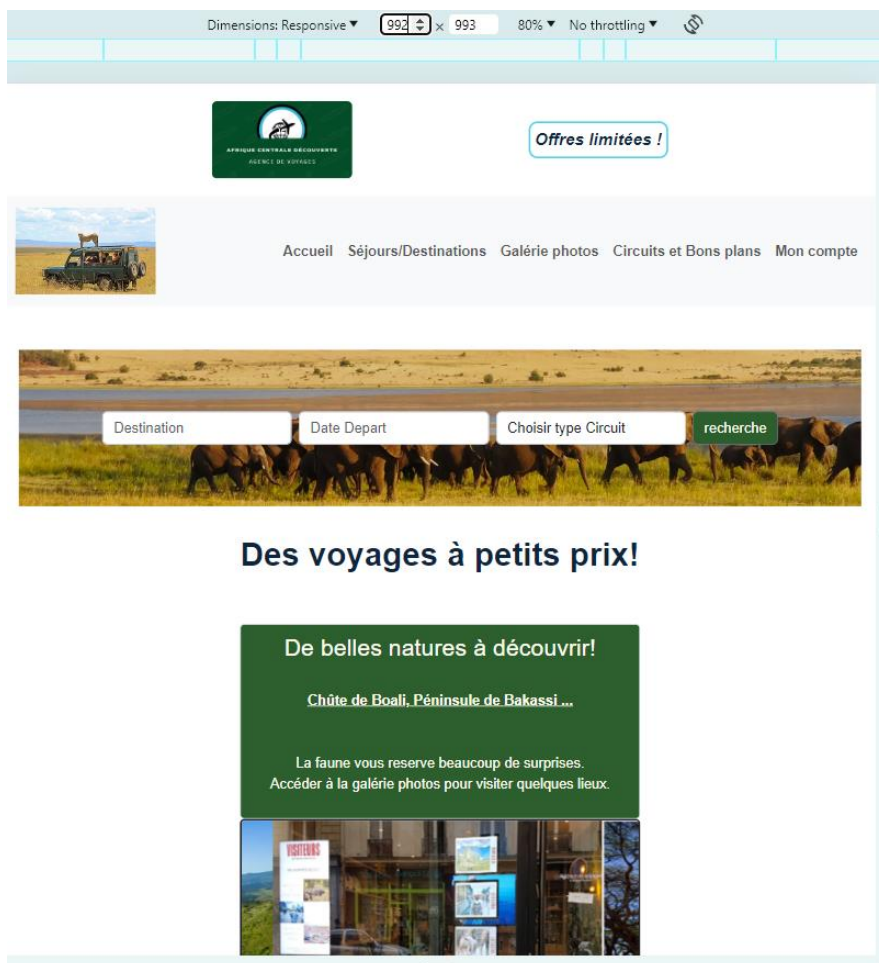 Dimensions: Responsive ▼ 992 × 993 80% ▼ No throttling ▼
AFRIQUE CENTRALE DÉCOUVERTE
AGENCE DE VOYAGES
Offres limitées !
Accueil Séjours/Destinations Galérie photos Circuits et Bons plans Mon compte
Destination Date Depart Choisir type Circuit recherche
Des voyages à petits prix!
De belles natures à découvrir!
Chûte de Boali, Péninsule de Bakassi ...
La faune vous reserve beaucoup de surprises.
Accéder à la galérie photos pour visiter quelques lieux.
VISITEURS